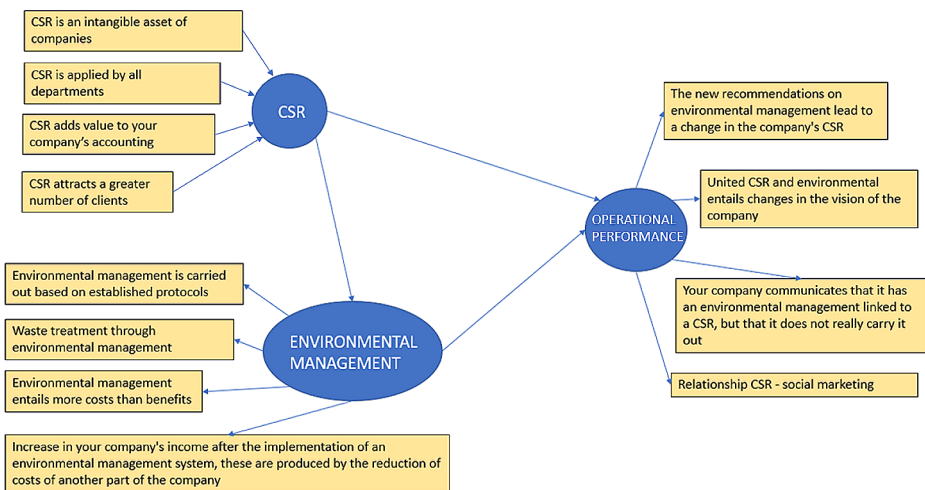 CSR is an intangible asset of
companies
CSR is applied by all
departments
CSR adds value to your
company's accounting
CSR attracts a greater
number of clients
CSR
The new recommendations on
environmental management lead to
a change in the company's CSR
United CSR and environmental
entails changes in the vision of the
company
OPERATIONAL
PERFORMANCE
Your company communicates that it has
an environmental management linked to
a CSR, but that it does not really carry it
out
Relationship CSR - social marketing
Environmental management is carried
out based on established protocols
Waste treatment through
environmental management
Environmental management
entails more costs than benefits
ENVIRONMENTAL
MANAGEMENT
Increase in your company's income after the implementation of an
environmental management system, these are produced by the reduction of
costs of another part of the company